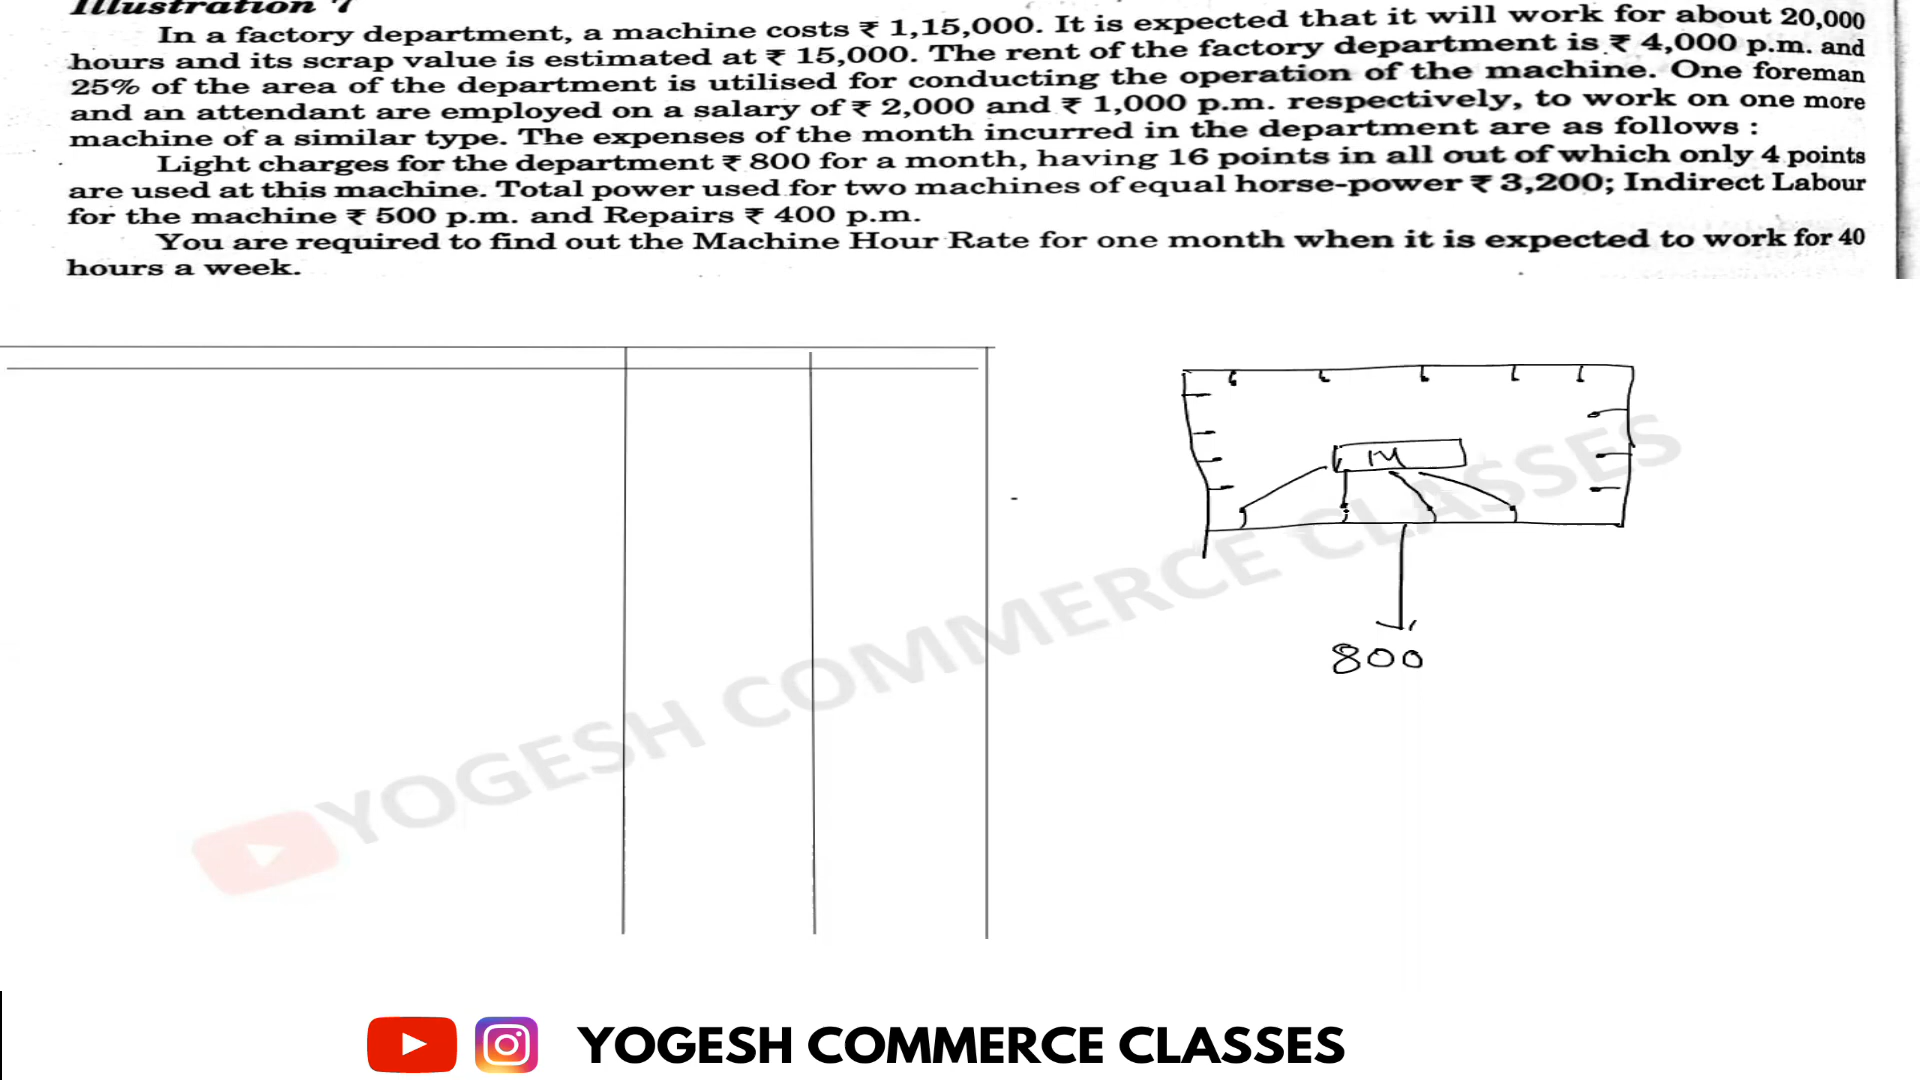 Illustration 7
In a factory department, a machine costs ₹ 1,15,000. It is expected that it will work for about 20,000
hours and its scrap value is estimated at ₹ 15,000. The rent of the factory department is ₹ 4,000 p.m. and
25% of the area of the department is utilised for conducting the operation of the machine. One foreman
and an attendant are employed on a salary of ₹ 2,000 and ₹ 1,000 p.m. respectively, to work on one more
machine of a similar type. The expenses of the month incurred in the department are as follows :
Light charges for the department ₹ 800 for a month, having 16 points in all out of which only 4 points
are used at this machine. Total power used for two machines of equal horse-power ₹ 3,200; Indirect Labour
for the machine ₹ 500 p.m. and Repairs ₹ 400 p.m.
You are required to find out the Machine Hour Rate for one month when it is expected to work for 40
hours a week.
M
800
YOGESH COMMERCE CLASSES
YOGESH COMMERCE CLASSES